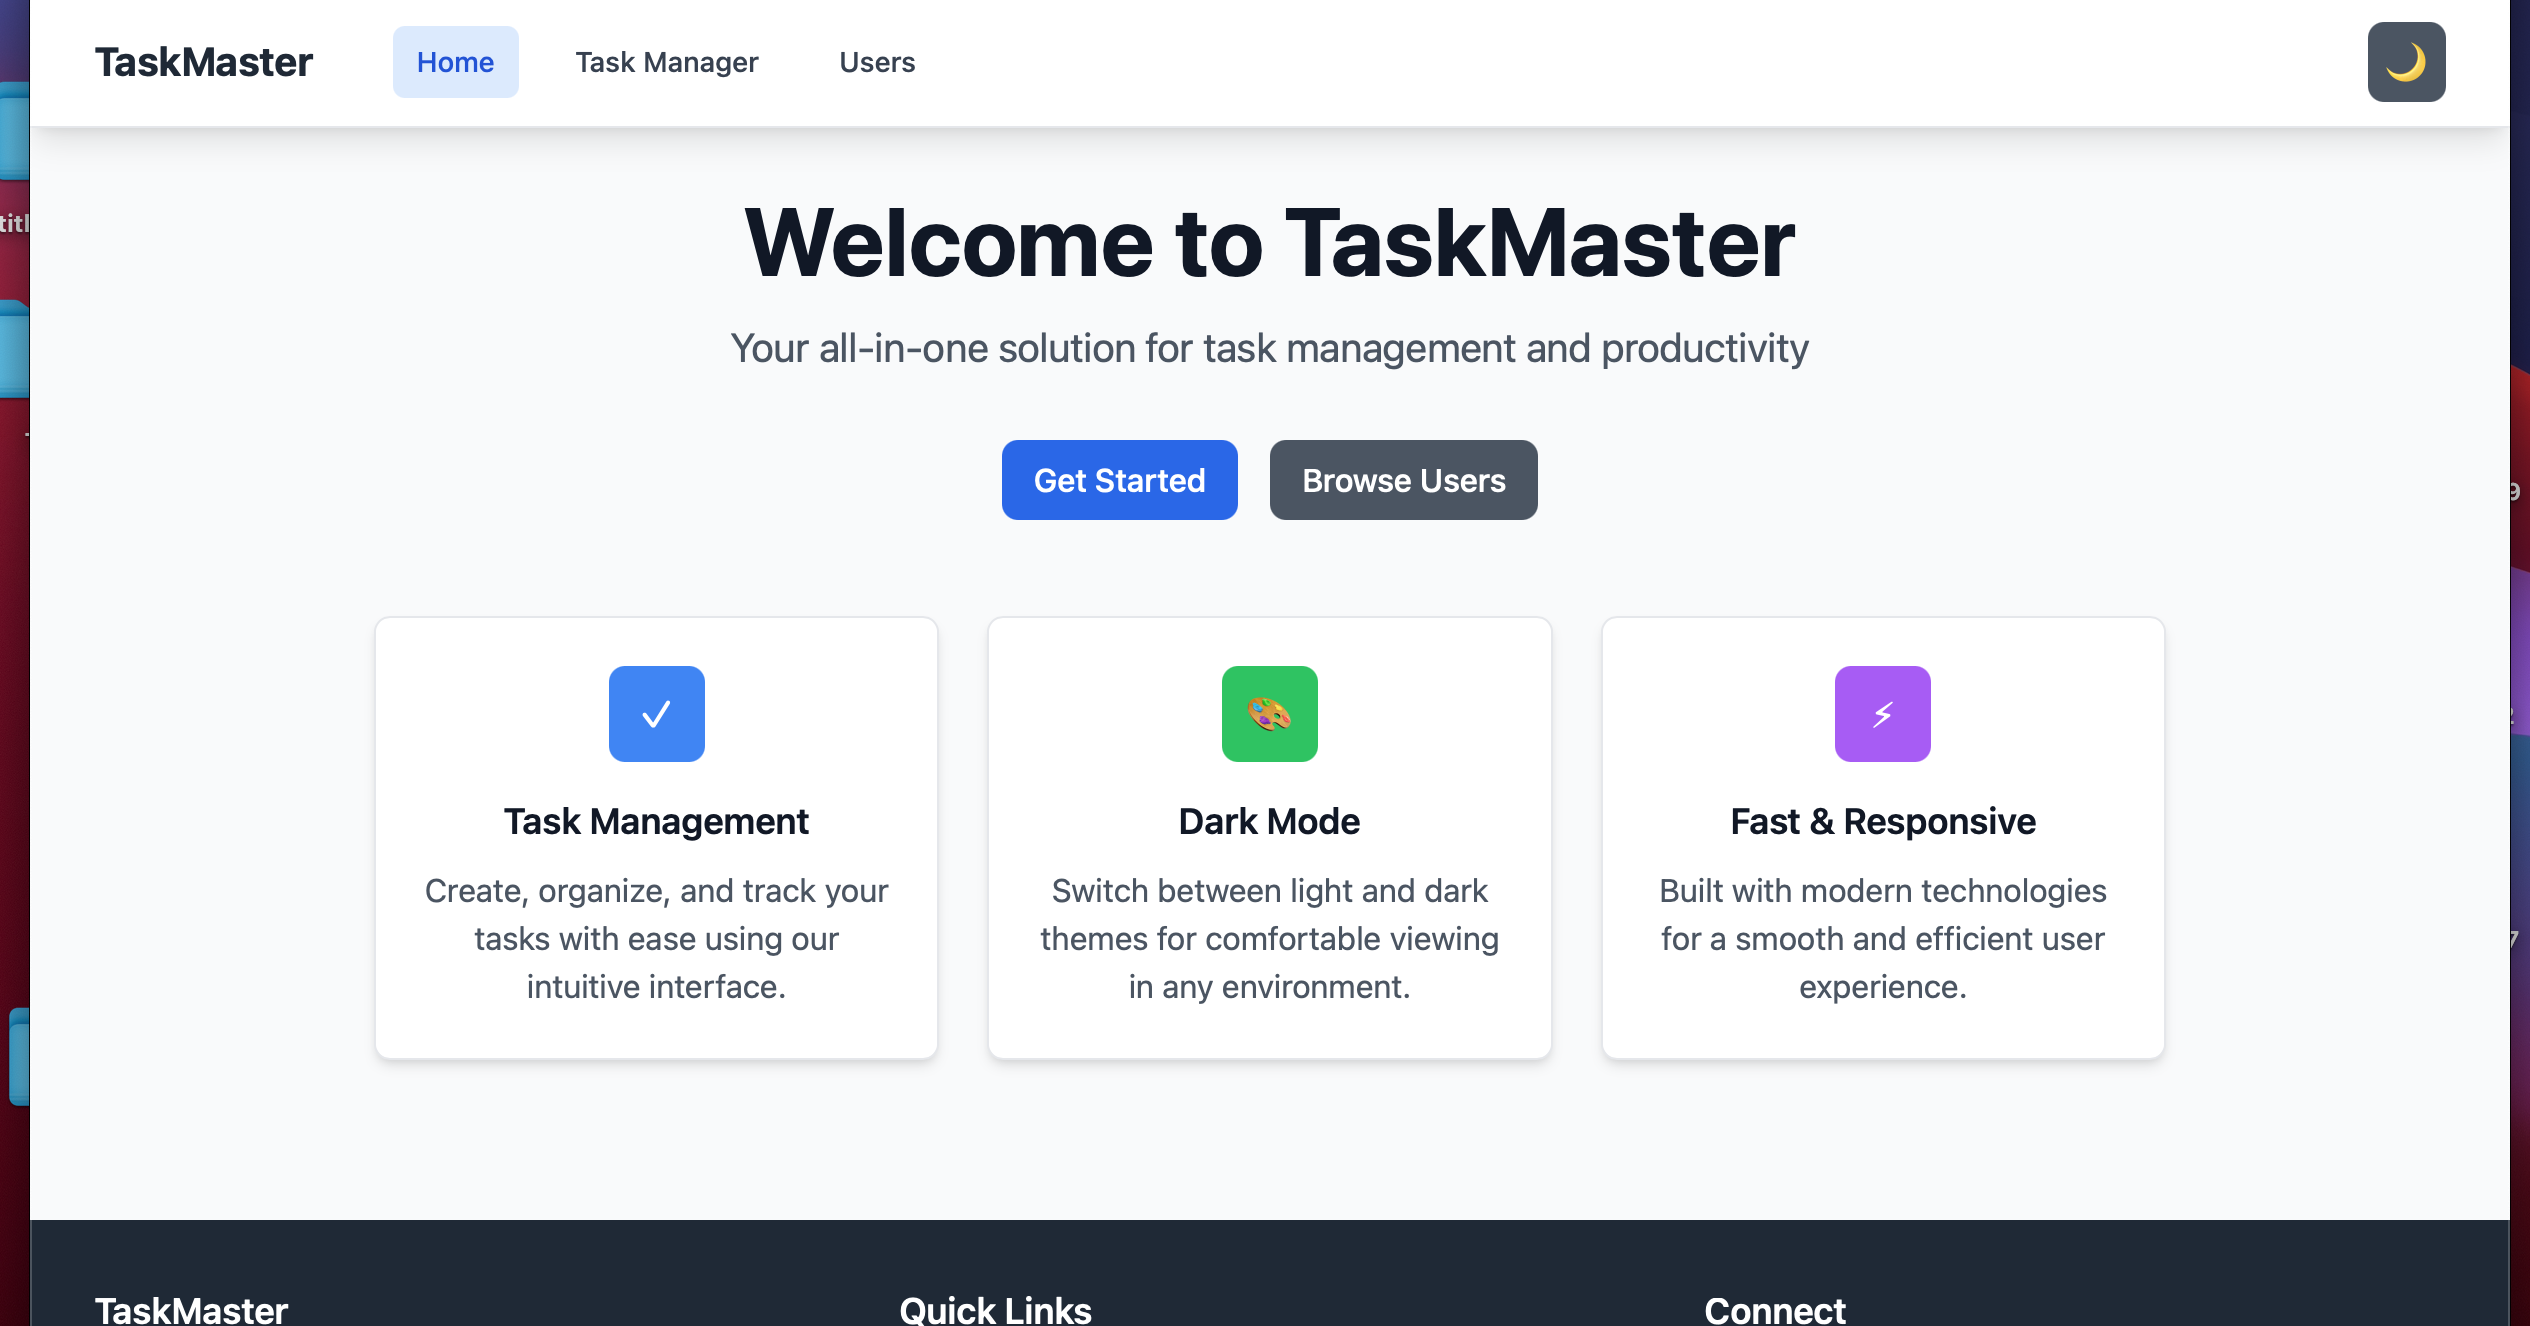 TaskMaster
Home
Task Manager
Users
Welcome to TaskMaster
Your all-in-one solution for task management and productivity
Get Started
Browse Users
Task Management
Create, organize, and track your
tasks with ease using our
intuitive interface.
Dark Mode
Switch between light and dark
themes for comfortable viewing
in any environment.
Fast & Responsive
Built with modern technologies
for a smooth and efficient user
experience.
TaskMaster
Quick Links
Connect